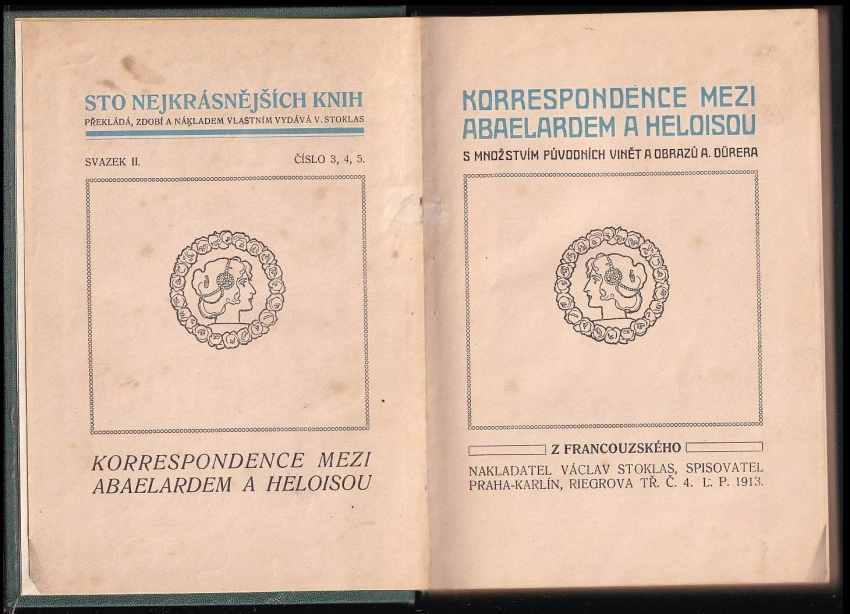 STO NEJKRÁSNĚJŠÍCH KNIH
PŘEKLÁDÁ, ZDOBÍ A NÁKLADEM VLASTNÍM VYDÁVÁ V. STOKLAS
SVAZEK II. ČÍSLO 3, 4, 5.
KORRESPONDENCE MEZI
ABAELARDEM A HELOISOU
KORRESPONDENCE MEZI
ABAELARDEM A HELOISOU
S MNOŽSTVÍM PŮVODNÍCH VINĚT A OBRAZŮ A. DÜRERA
Z FRANCOUZSKÉHO
NAKLADATEL VÁCLAV STOKLAS, SPISOVATEL
PRAHA-KARLÍN, RIEGROVA TŘ. Č. 4. L. P. 1913.